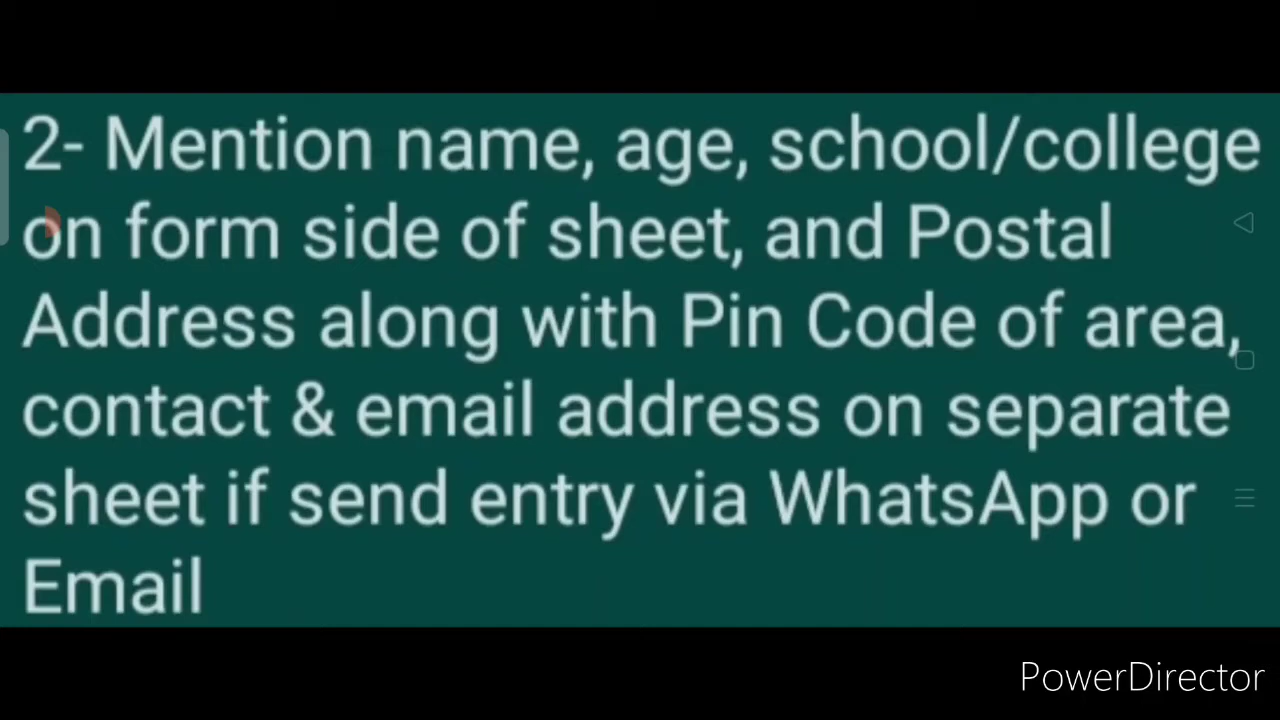 2- Mention name, age, school/college
on form side of sheet, and Postal
Address along with Pin Code of area,
contact & email address on separate
sheet if send entry via WhatsApp or
Email
PowerDirector